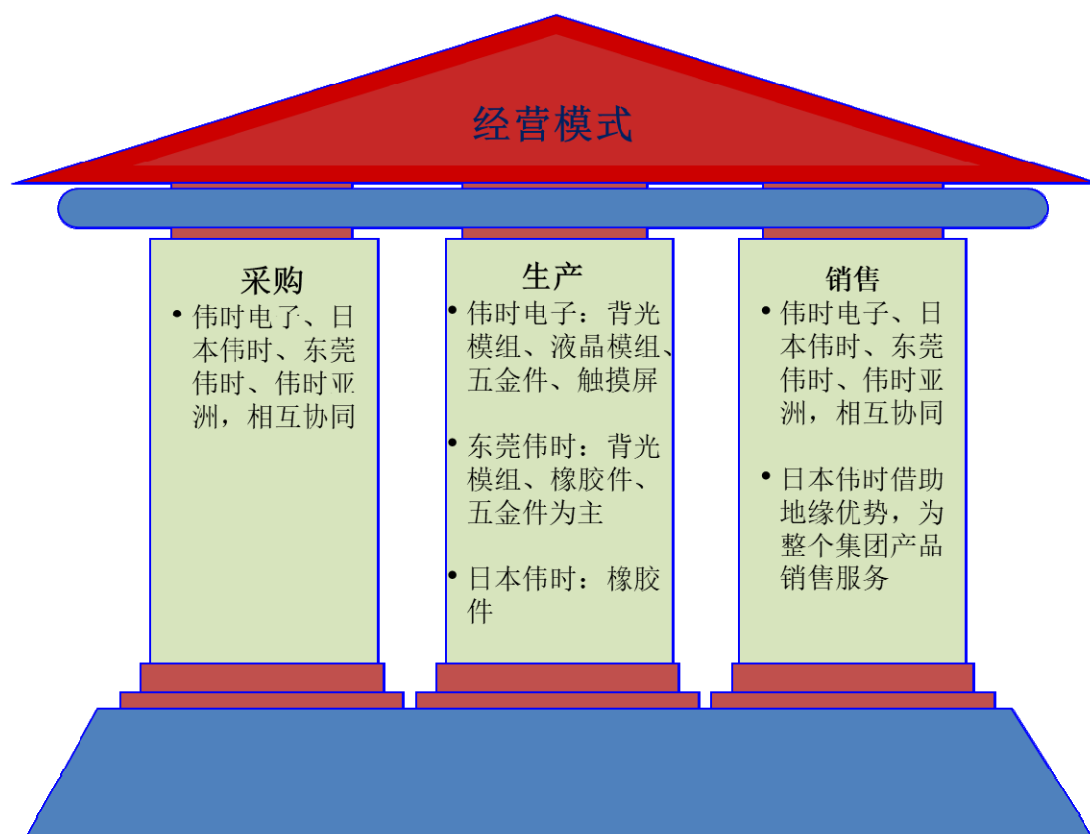 经营模式
采购
• 伟时电子、日
本伟时、东莞
伟时、伟时亚
洲，相互协同
生产
• 伟时电子：背光
模组、液晶模组、
五金件、触摸屏
• 东莞伟时：背光
模组、橡胶件、
五金件为主
• 日本伟时：橡胶
件
销售
• 伟时电子、日
本伟时、东莞
伟时、伟时亚
洲，相互协同
• 日本伟时借助
地缘优势，为
整个集团产品
销售服务